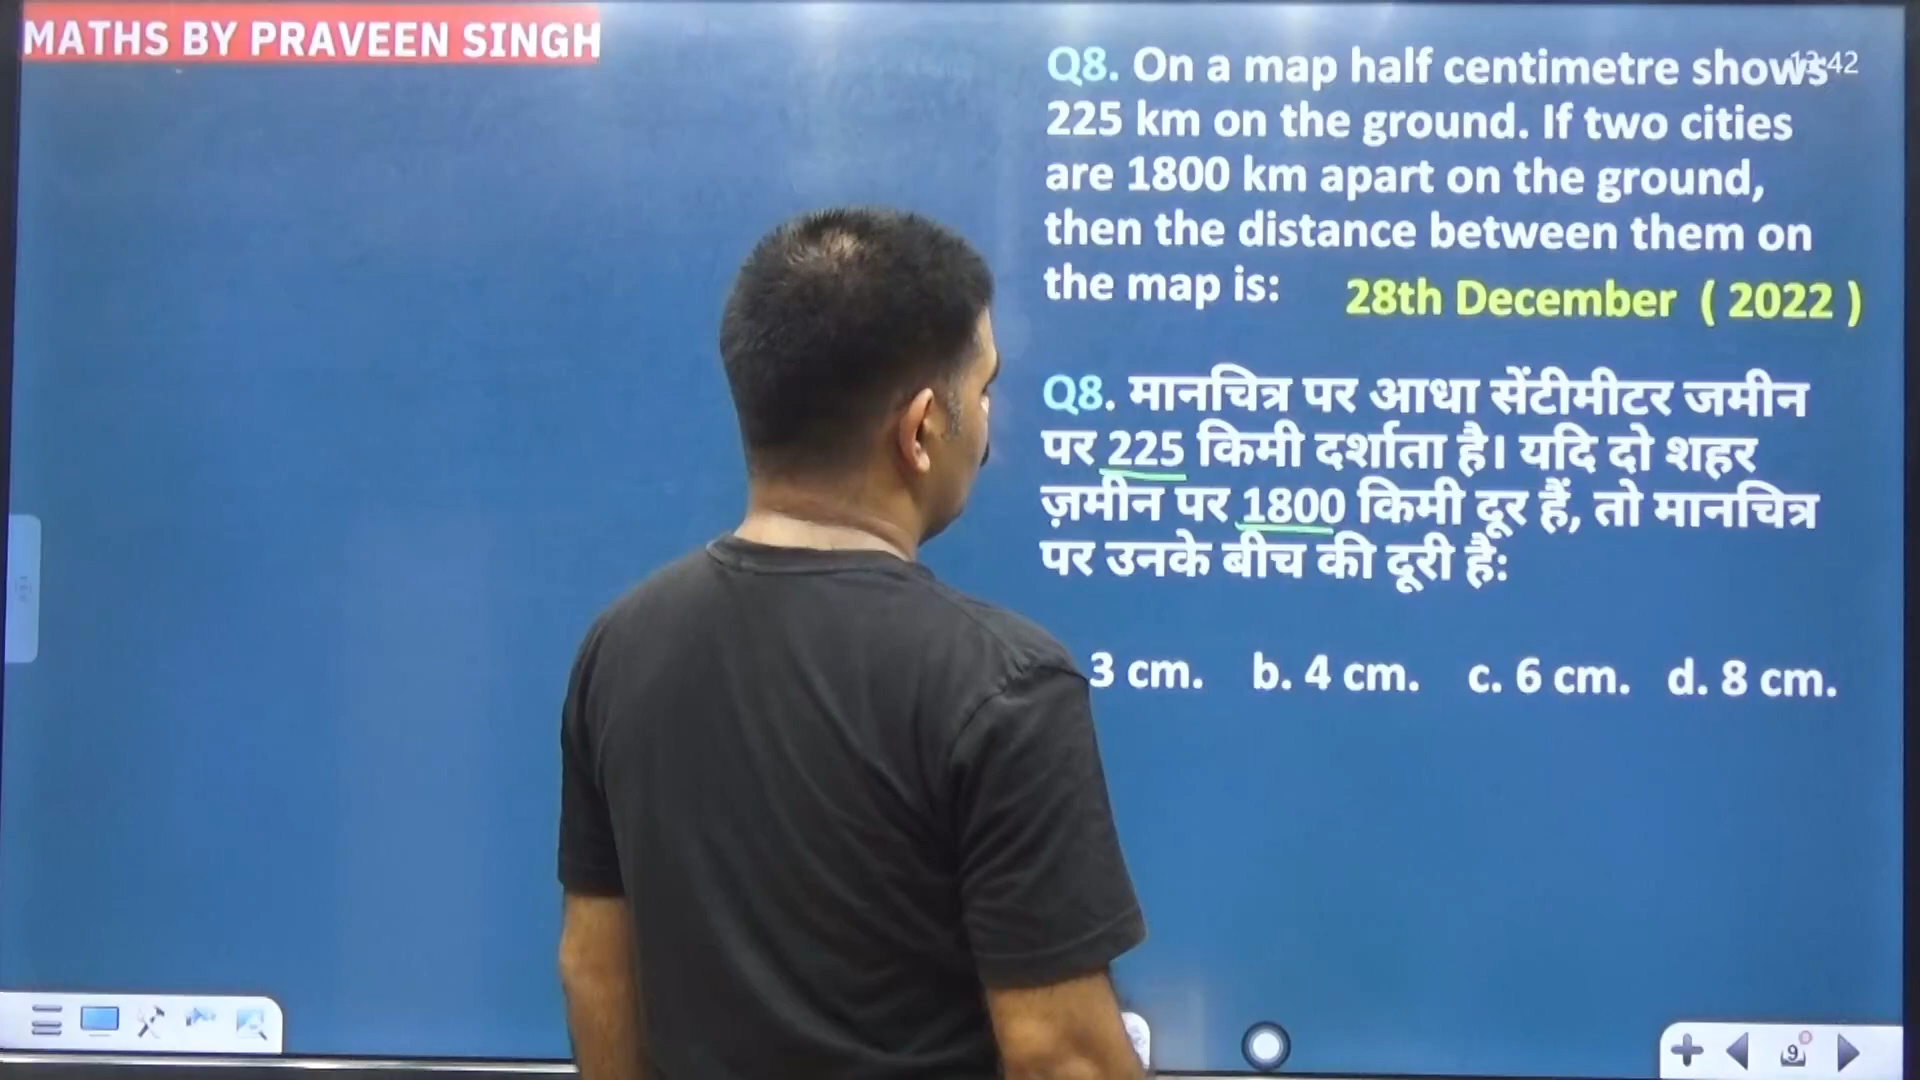 MATHS BY PRAVEEN SINGH
Q8. On a map half centimetre shows
225 km on the ground. If two cities
are 1800 km apart on the ground,
then the distance between them on
the map is:
28th December ( 2022 )
Q8. मानचित्र पर आधा सेंटीमीटर जमीन
पर 225 किमी दर्शाता है। यदि दो शहर
ज़मीन पर 1800 किमी दूर हैं, तो मानचित्र
पर उनके बीच की दूरी है:
3 cm. b. 4 cm. c. 6 cm. d. 8 cm.
9